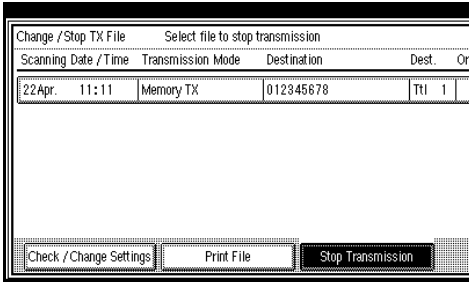 Change / Stop TX File Select file to stop transmission
Scanning Date / Time Transmission Mode Destination Dest. Or
22Apr. 11:11 Memory TX 012345678 Ttl 1
Check / Change Settings Print File Stop Transmission